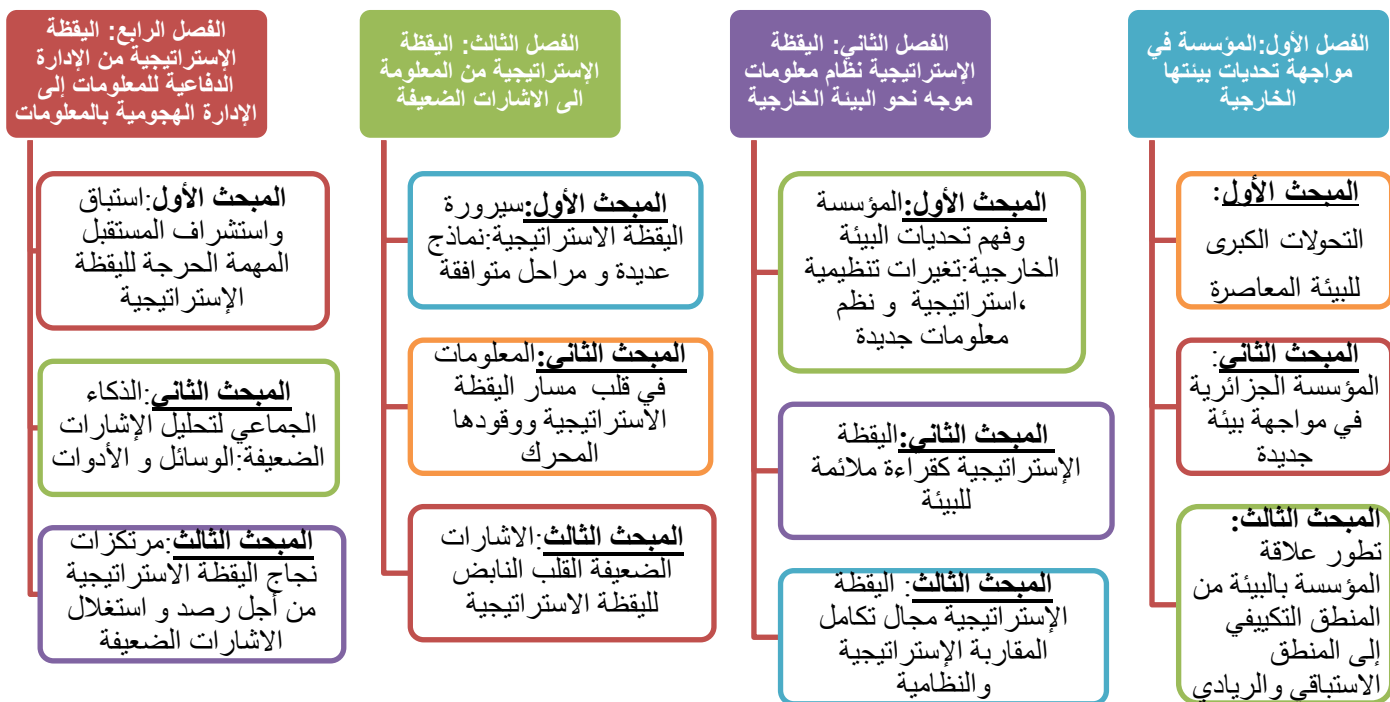 الفصل الأول:المؤسسة في
مواجهة تحديات بيئتها
الخارجية
المبحث الأول:
التحولات الكبرى
للبيئة المعاصرة
المبحث الثاني:
المؤسسة الجزائرية
في مواجهة بيئة
جديدة
المبحث الثالث:
تطور علاقة
المؤسسة بالبيئة من
المنطق التكييفي
إلى المنطق
الاستباقي والريادي
الفصل الثاني: اليقظة
الإستراتيجية نظام معلومات
موجه نحو البيئة الخارجية
المبحث الأول:المؤسسة
وفهم تحديات البيئة
الخارجية:تغيرات تنظيمية
،استراتيجية و نظم
معلومات جديدة
المبحث الثاني:اليقظة
الإستراتيجية كقراءة ملائمة
للبيئة
المبحث الثالث: اليقظة
الإستراتيجية مجال تكامل
المقاربة الإستراتيجية
والنظامية
الفصل الثالث: اليقظة
الإستراتيجية من المعلومة
الى الاشارات الضعيفة
المبحث الأول:سيرورة
اليقظة الاستراتيجية:نماذج
عديدة و مراحل متوافقة
المبحث الثاني:المعلومات
في قلب مسار اليقظة
الاستراتيجية ووقودها
المحرك
المبحث الثالث:الاشارات
الضعيفة القلب النابض
لليقظة الاستراتيجية
الفصل الرابع: اليقظة
الإستراتيجية من الإدارة
الدفاعية للمعلومات إلى
الإدارة الهجومية بالمعلومات
المبحث الأول:استباق
واستشراف المستقبل
المهمة الحرجة لليقظة
الإستراتيجية
المبحث الثاني:الذكاء
الجماعي لتحليل الإشارات
الضعيفة:الوسائل و الأدوات
المبحث الثالث:مرتكزات
نجاح اليقظة الاستراتيجية
من أجل رصد و استغلال
الاشارات الضعيفة